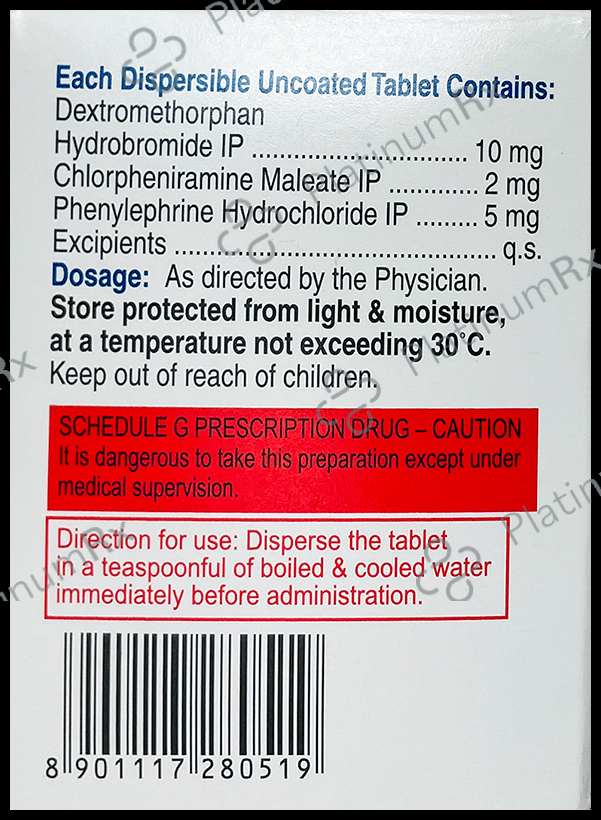 Each Dispersible Uncoated Tablet Contains:
Dextromethorphan
Hydrobromide IP ............................ 10 mg
Chlorpheniramine Maleate IP ............ 2 mg
Phenylephrine Hydrochloride IP ......... 5 mg
Excipients .......................................... q.s.
Dosage: As directed by the Physician.
Store protected from light & moisture,
at a temperature not exceeding 30°C.
Keep out of reach of children.
SCHEDULE G PRESCRIPTION DRUG – CAUTION
It is dangerous to take this preparation except under
medical supervision.
Direction for use: Disperse the tablet
in a teaspoonful of boiled & cooled water
immediately before administration.
8 901117 280519
PlatinumRx
PlatinumRx
PlatinumRx